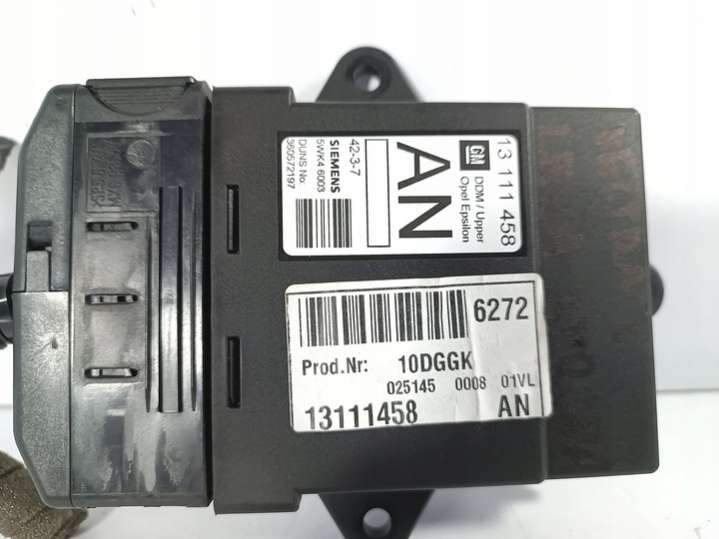 13 111 458
GM
DDM / Upper
Opel Epsilon
AN
42-3-7
SIEMENS
5WK4 6003
DUNS No:
360572197
6272
Prod.Nr: 10DGGK
025145 0008 01VL
13111458 AN